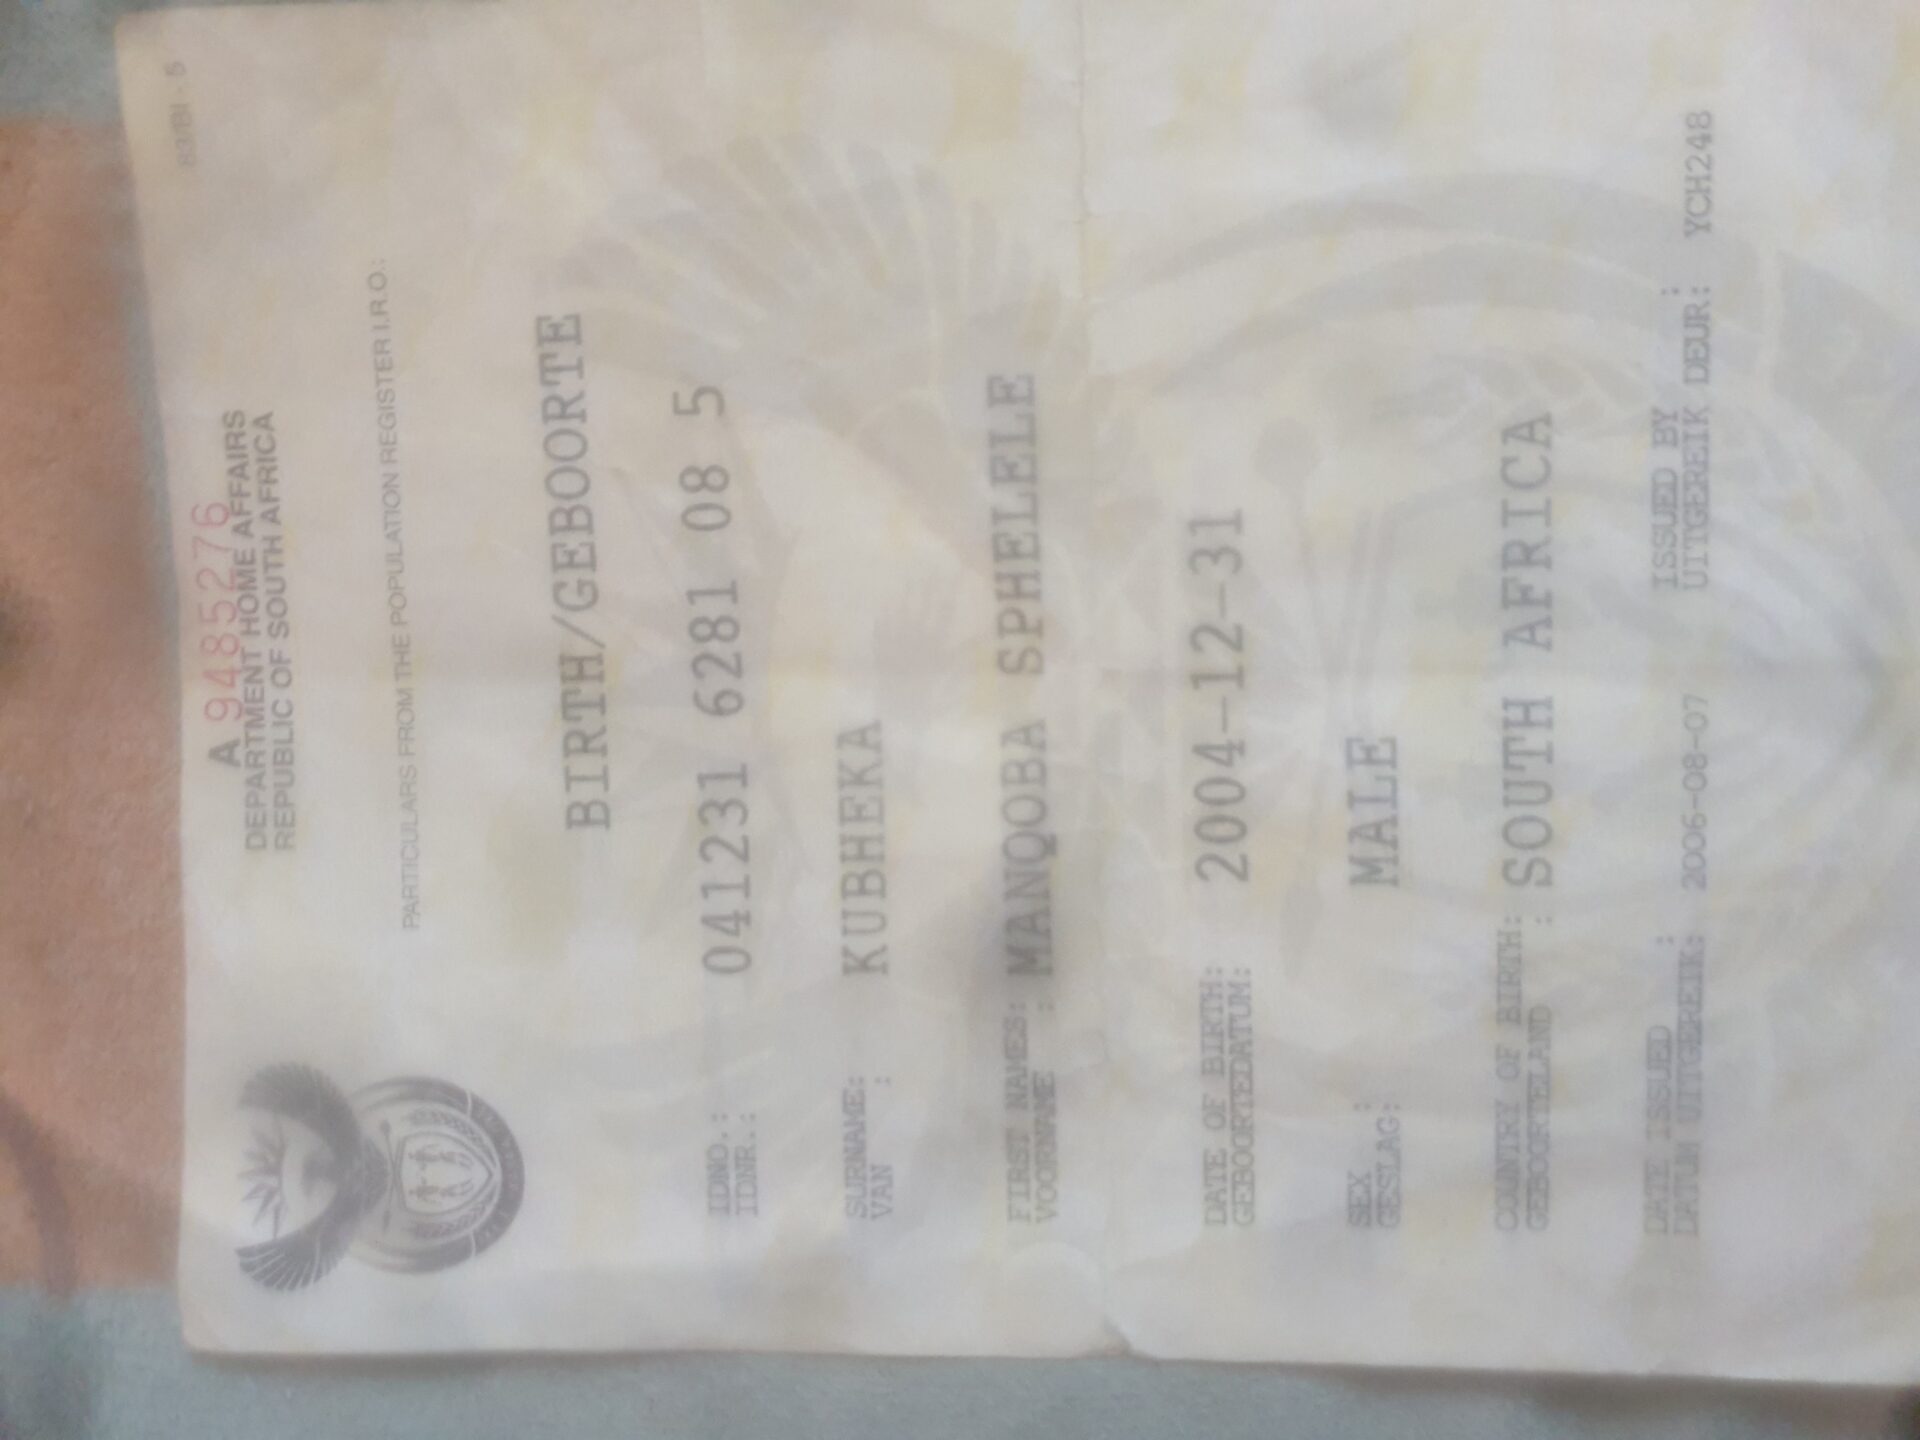 83/BI - 5
A 9485276
DEPARTMENT HOME AFFAIRS
REPUBLIC OF SOUTH AFRICA
PARTICULARS FROM THE POPULATION REGISTER I.R.O.:
BIRTH/GEBOORTE
IDNO.: 041231 6281 08 5
IDNR.:
SURNAME: KUBHEKA
VAN :
FIRST NAMES: MANQOBA SPHELELE
VOORNAME :
DATE OF BIRTH: 2004-12-31
GEBOORTEDATUM:
SEX : MALE
GESLAG:
COUNTRY OF BIRTH: SOUTH AFRICA
GEBOORTELAND :
DATE ISSUED : ISSUED BY :
DATUM UITGEREIK: 2006-08-07 UITGEREIK DEUR: YCH248